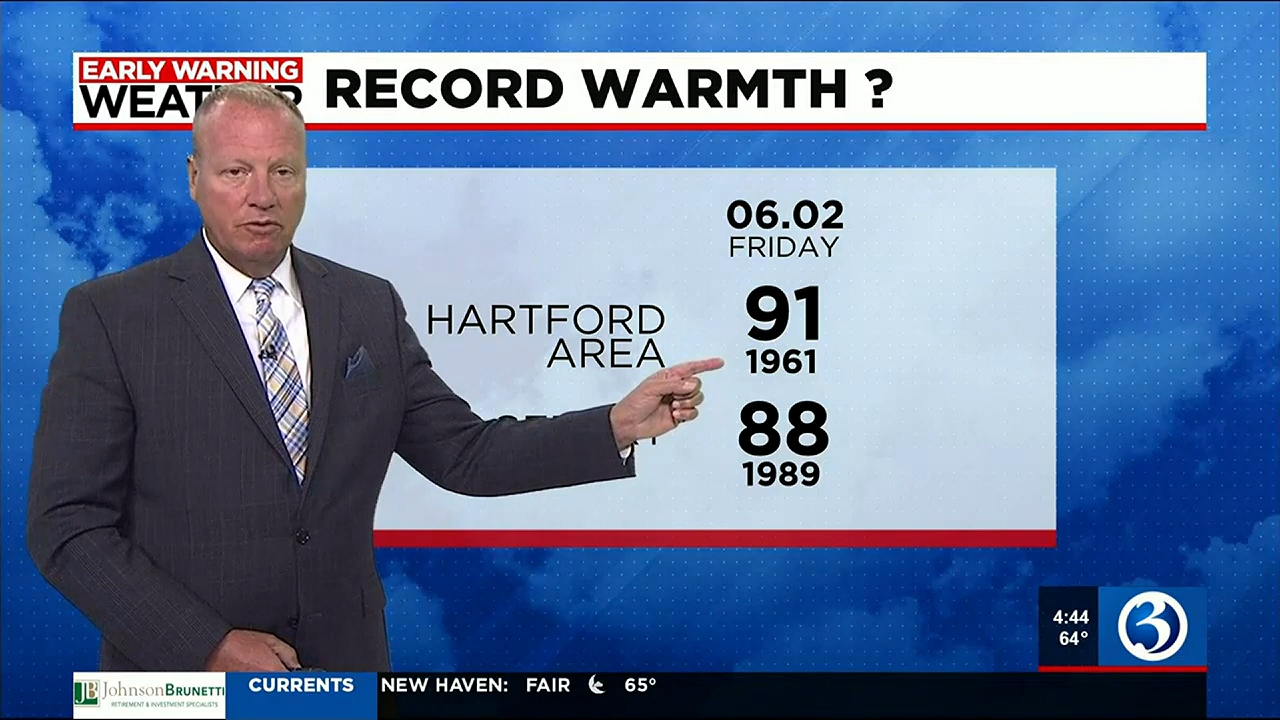 EARLY WARNING
RECORD WARMTH ?
06.02
FRIDAY
HARTFORD
AREA
91
1961
88
1989
4:44
64°
3
JB JOHNSONBRUNETTI
RETIREMENT & INVESTMENT SPECIALISTS
CURRENTS
NEW HAVEN: FAIR 65°